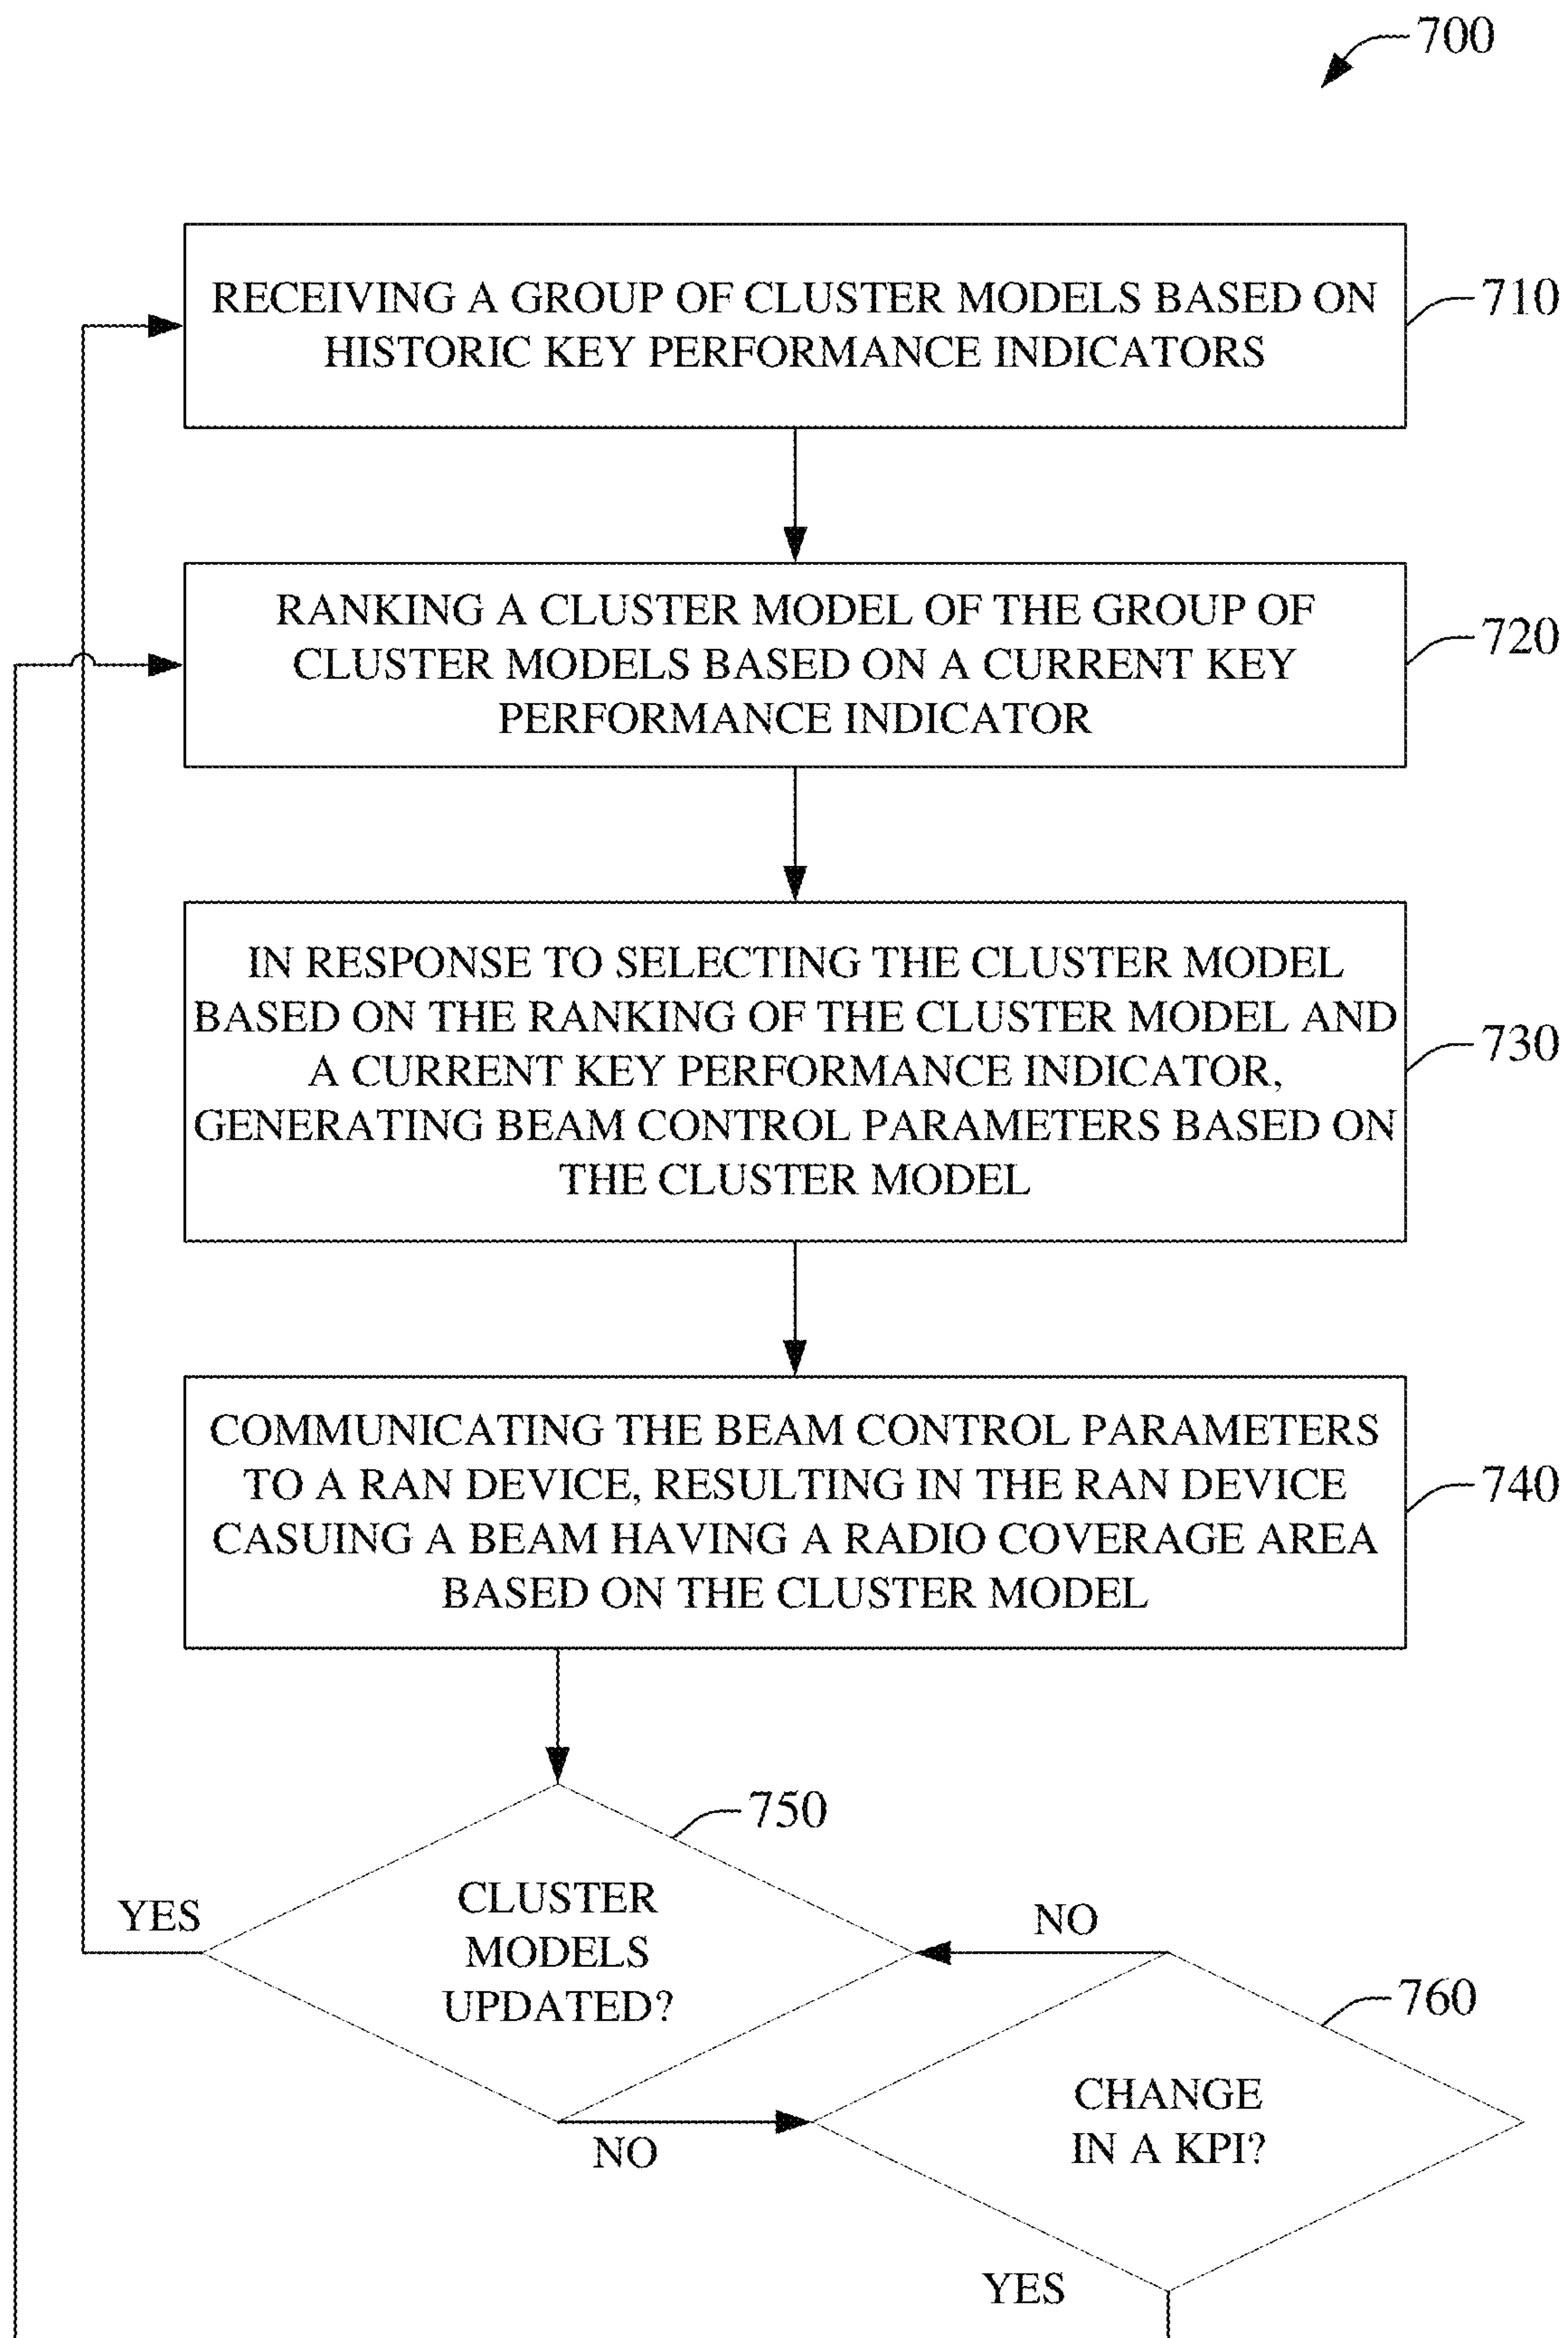 700
RECEIVING A GROUP OF CLUSTER MODELS BASED ON
HISTORIC KEY PERFORMANCE INDICATORS
710
RANKING A CLUSTER MODEL OF THE GROUP OF
CLUSTER MODELS BASED ON A CURRENT KEY
PERFORMANCE INDICATOR
720
IN RESPONSE TO SELECTING THE CLUSTER MODEL
BASED ON THE RANKING OF THE CLUSTER MODEL AND
A CURRENT KEY PERFORMANCE INDICATOR,
GENERATING BEAM CONTROL PARAMETERS BASED ON
THE CLUSTER MODEL
730
COMMUNICATING THE BEAM CONTROL PARAMETERS
TO A RAN DEVICE, RESULTING IN THE RAN DEVICE
CASUING A BEAM HAVING A RADIO COVERAGE AREA
BASED ON THE CLUSTER MODEL
740
750
CLUSTER
MODELS
UPDATED?
YES
NO
NO
760
CHANGE
IN A KPI?
YES